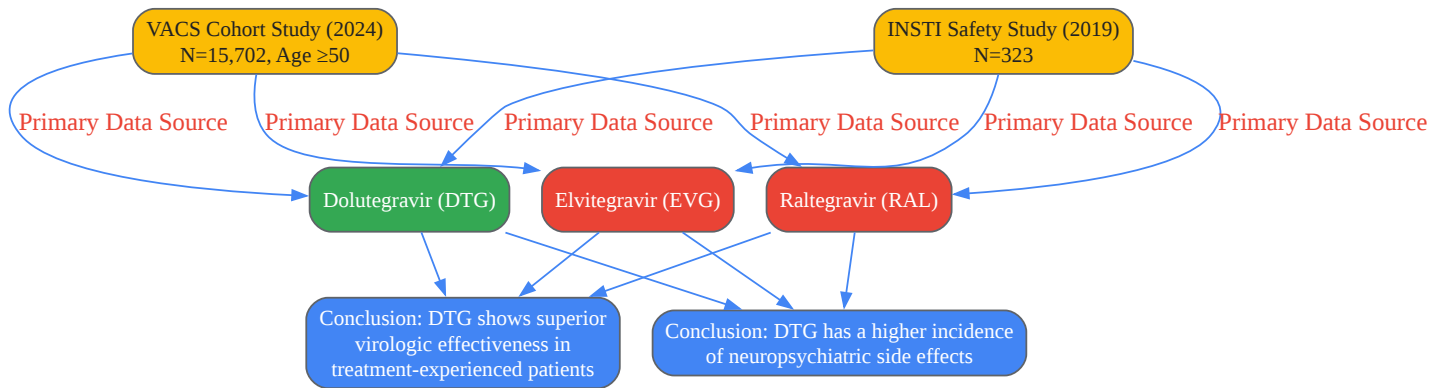 VACS Cohort Study (2024)
N=15,702, Age ≥50
INSTI Safety Study (2019)
N=323
Primary Data Source
Primary Data Source
Primary Data Source
Primary Data Source
Primary Data Source
Primary Data Source
Dolutegravir (DTG)
Elvitegravir (EVG)
Raltegravir (RAL)
Conclusion: DTG shows superior
virologic effectiveness in
treatment-experienced patients
Conclusion: DTG has a higher incidence
of neuropsychiatric side effects